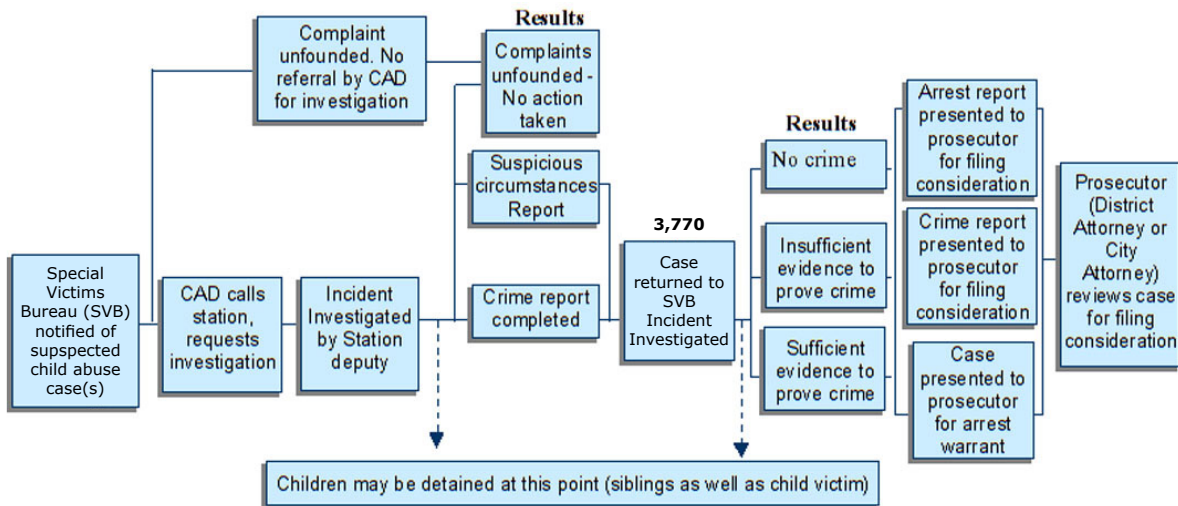 Special
Victims
Bureau (SVB)
notified of
supspected
child abuse
case(s)
Complaint
unfounded. No
referral by CAD
for investigation
CAD calls
station,
requests
investigation
Incident
Investigated
by Station
deputy
Results
Complaints
unfounded -
No action
taken
Suspicious
circumstances
Report
Crime report
completed
3,770
Case
returned to
SVB
Incident
Investigated
Results
No crime
Insufficient
evidence to
prove crime
Sufficient
evidence to
prove crime
Arrest report
presented to
prosecutor
for filing
consideration
Crime report
presented to
prosecutor
for filing
consideration
Case
presented to
prosecutor
for arrest
warrant
Prosecutor
(District
Attorney or
City
Attorney)
reviews case
for filing
consideration
Children may be detained at this point (siblings as well as child victim)